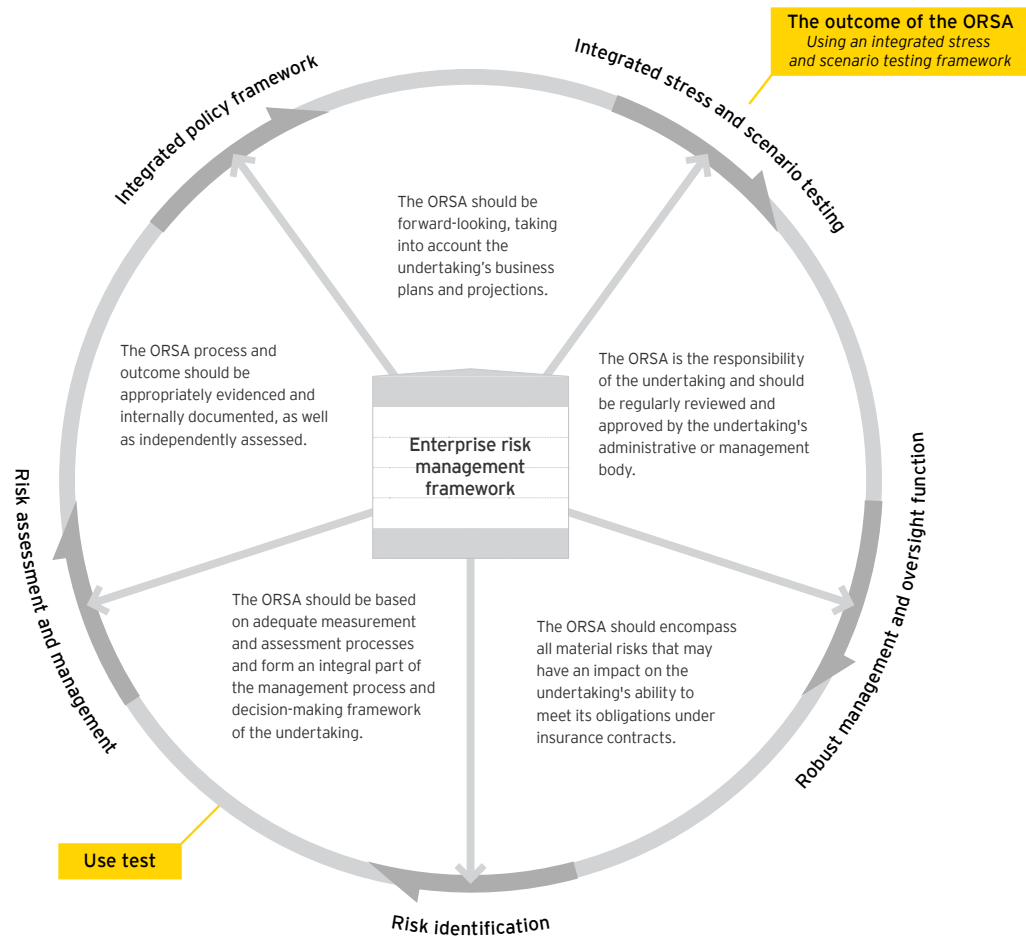 The outcome of the ORSA
Using an integrated stress
and scenario testing framework
Integrated policy framework
Integrated stress and scenario testing
The ORSA should be
forward-looking, taking
into account the
undertaking’s business
plans and projections.
The ORSA process and
outcome should be
appropriately evidenced and
internally documented, as well
as independently assessed.
The ORSA is the responsibility
of the undertaking and should
be regularly reviewed and
approved by the undertaking's
administrative or management
body.
Enterprise risk
management
framework
Risk assessment and management
Robust management and oversight function
The ORSA should be based
on adequate measurement
and assessment processes
and form an integral part of
the management process and
decision-making framework
of the undertaking.
The ORSA should encompass
all material risks that may
have an impact on the
undertaking's ability to
meet its obligations under
insurance contracts.
Use test
Risk identification